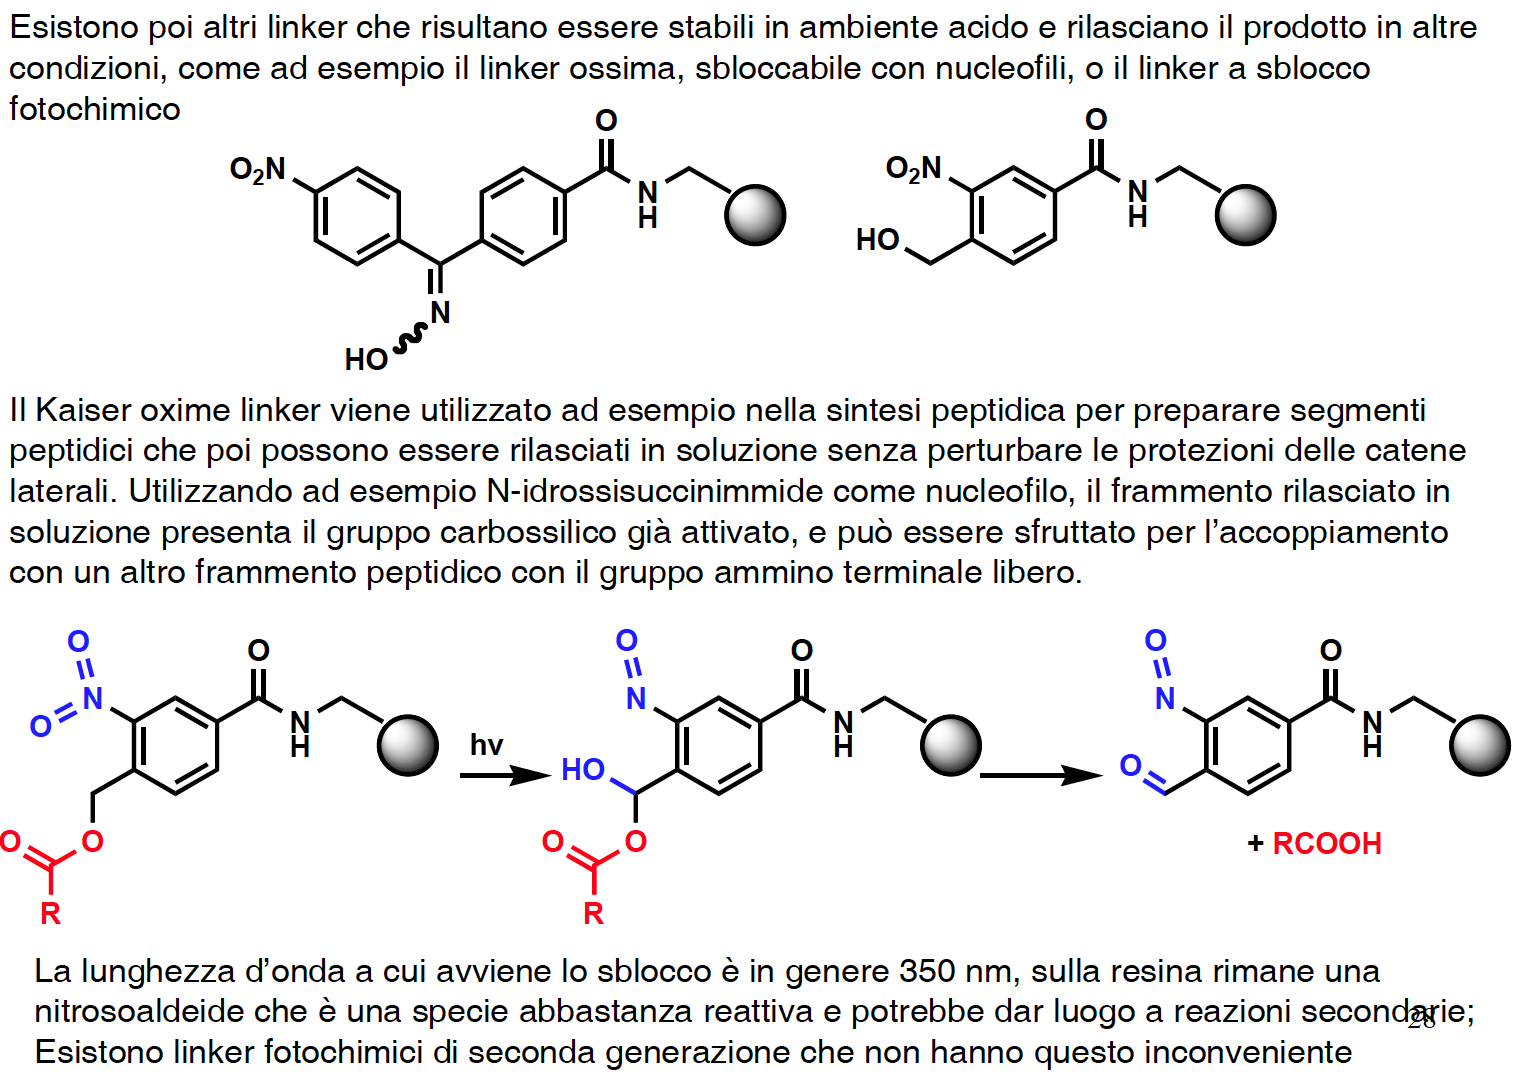 Esistono poi altri linker che risultano essere stabili in ambiente acido e rilasciano il prodotto in altre
condizioni, come ad esempio il linker ossima, sbloccabile con nucleofili, o il linker a sblocco
fotochimico
O
O
O₂N
O₂N
N
H
N
H
HO
N
HO
Il Kaiser oxime linker viene utilizzato ad esempio nella sintesi peptidica per preparare segmenti
peptidici che poi possono essere rilasciati in soluzione senza perturbare le protezioni delle catene
laterali. Utilizzando ad esempio N-idrossisuccinimmide come nucleofilo, il frammento rilasciato in
soluzione presenta il gruppo carbossilico già attivato, e può essere sfruttato per l'accoppiamento
con un altro frammento peptidico con il gruppo ammino terminale libero.
O
O
N
O
N
H
O
O
R
hv
O
O
N
N
H
HO
O
O
R
O
O
N
N
H
O
+ RCOOH
La lunghezza d'onda a cui avviene lo sblocco è in genere 350 nm, sulla resina rimane una
nitrosoaldeide che è una specie abbastanza reattiva e potrebbe dar luogo a reazioni secondarie;
28
Esistono linker fotochimici di seconda generazione che non hanno questo inconveniente